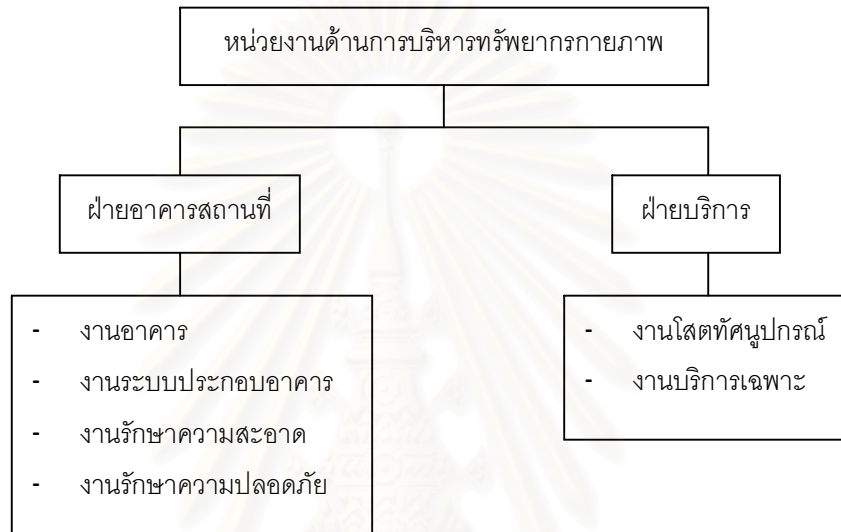 หน่วยงานด้านการบริหารทรัพยากรกายภาพ
ฝ่ายอาคารสถานที่
ฝ่ายบริการ
- งานอาคาร
- งานระบบประกอบอาคาร
- งานรักษาความสะอาด
- งานรักษาความปลอดภัย
- งานโสตทัศนูปกรณ์
- งานบริการเฉพาะ